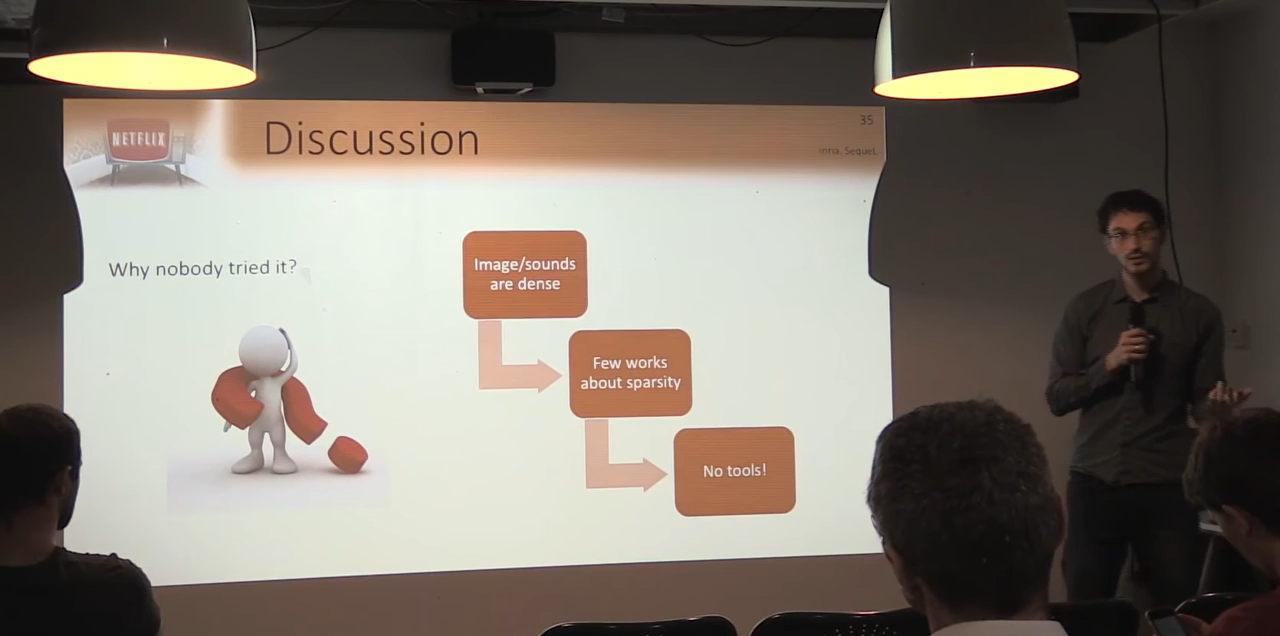 NETFLIX
Discussion
35
inria. SequeL
Why nobody tried it?
Image/sounds
are dense
Few works
about sparsity
No tools!